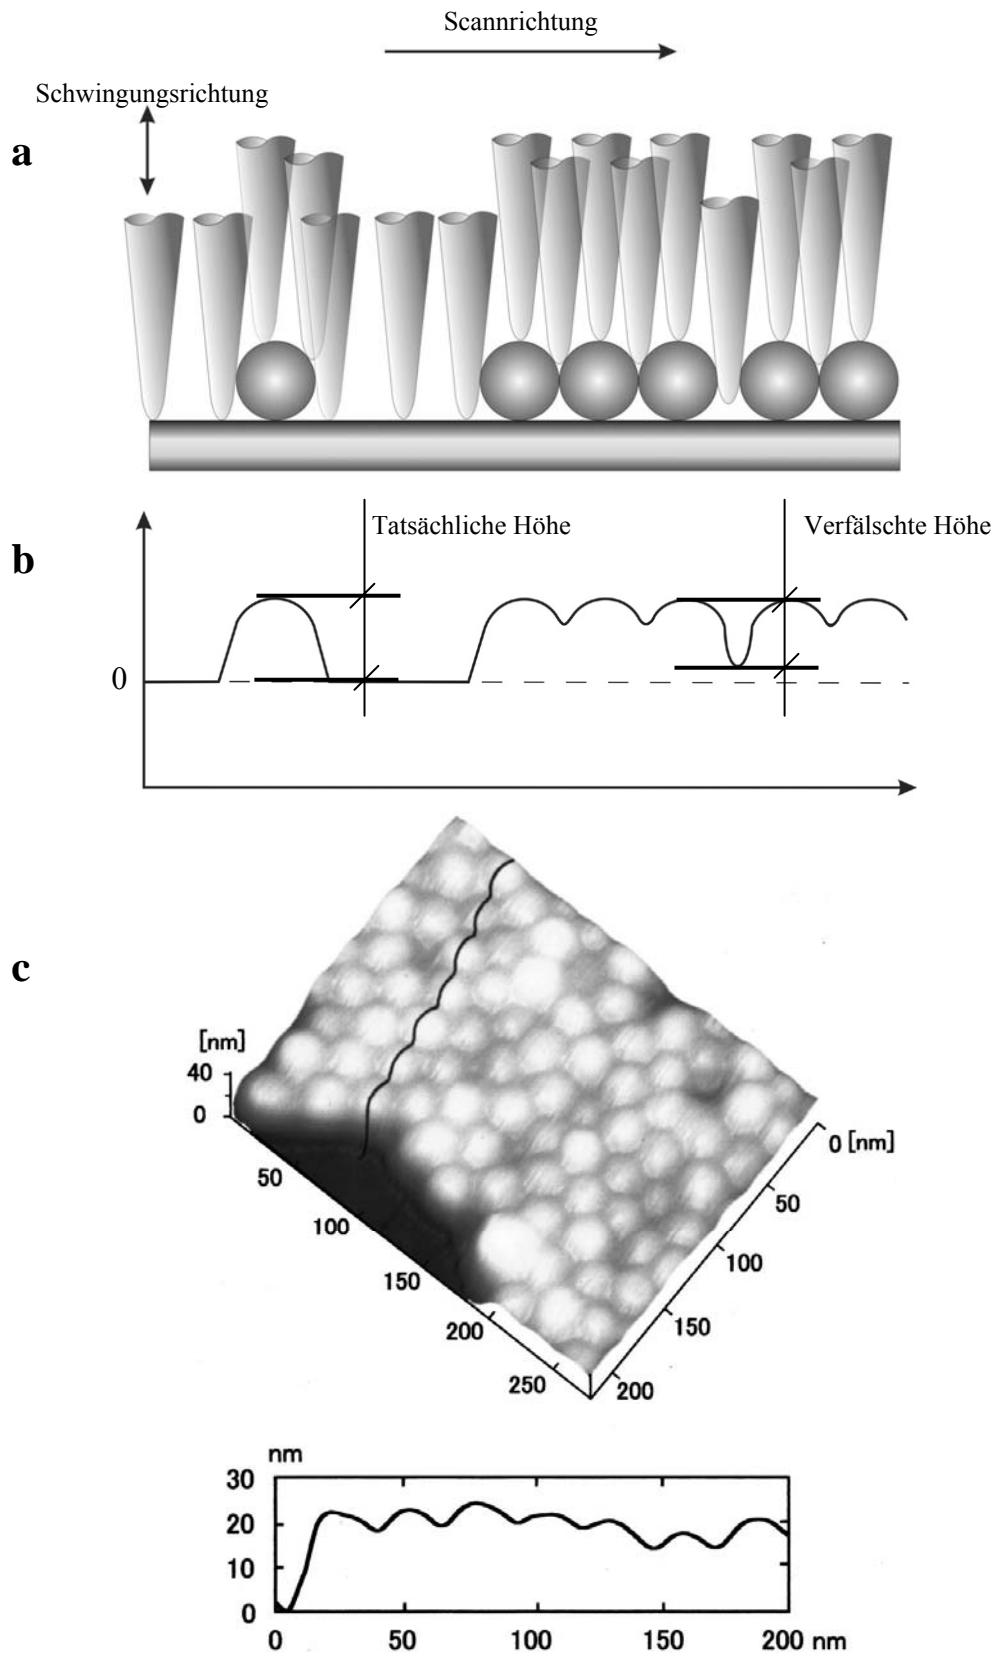 Scannrichtung
Schwingungsrichtung
a
b
Tatsächliche Höhe
Verfälschte Höhe
0
c
[nm]
40
0
50
100
150
200
250
0 [nm]
50
100
150
200
nm
30
20
10
0
0 50 100 150 200 nm